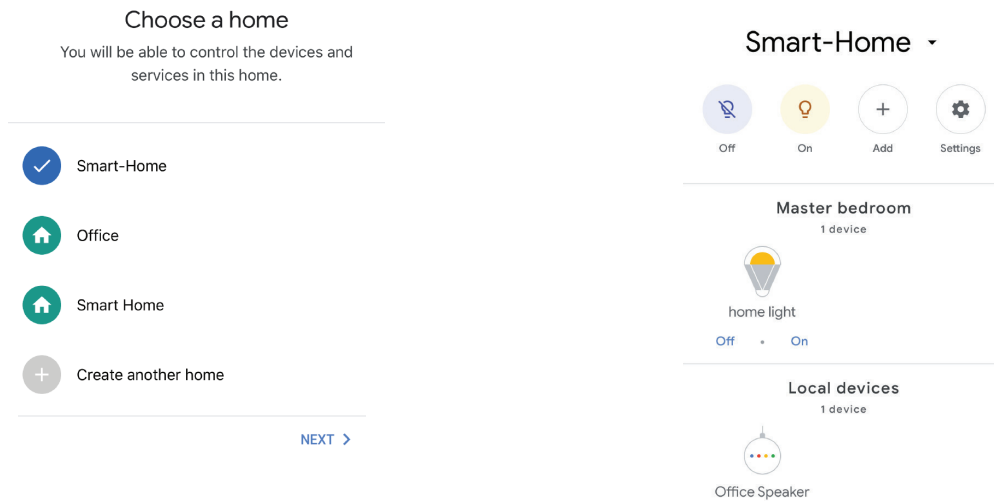 Choose a home
You will be able to control the devices and
services in this home.
Smart-Home
Office
Smart Home
Create another home
NEXT
Smart-Home
Off
On
Add
Settings
Master bedroom
1 device
home light
Off • On
Local devices
1 device
Office Speaker